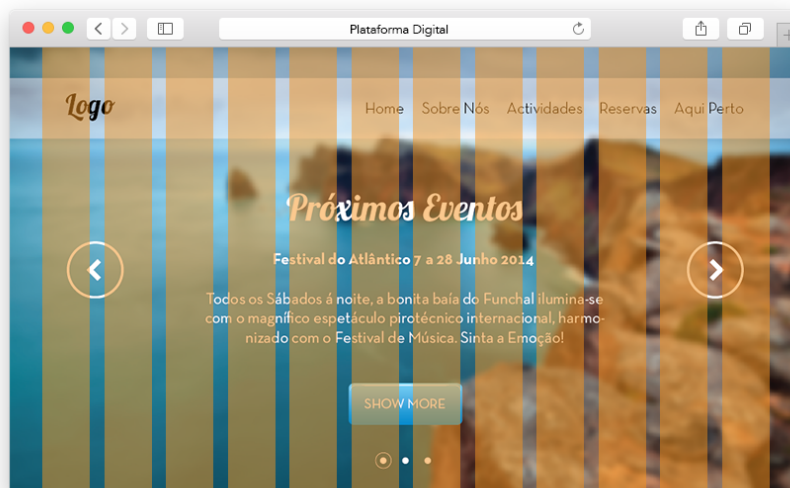 Plataforma Digital
Logo
Home Sobre Nós Actividades Reservas Aqui Perto
Próximos Eventos
Festival do Atlântico 7 a 28 Junho 2014
Todos os Sábados á noite, a bonita baía do Funchal ilumina-se
com o magnífico espetáculo pirotécnico internacional, harmo-
nizado com o Festival de Música. Sinta a Emoção!
SHOW MORE